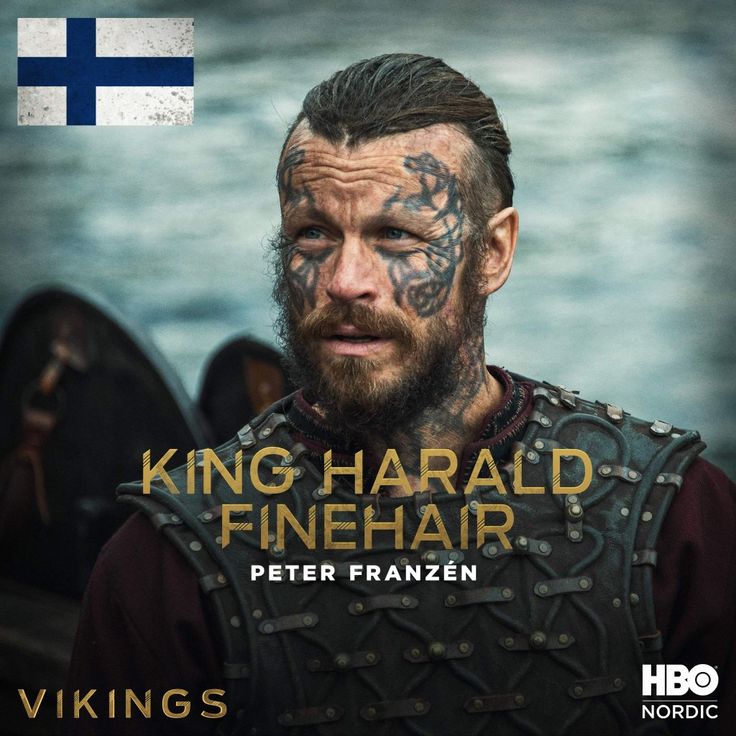 KING HARALD
FINEHAIR
PETER FRANZÉN
VIKINGS
HBO
NORDIC